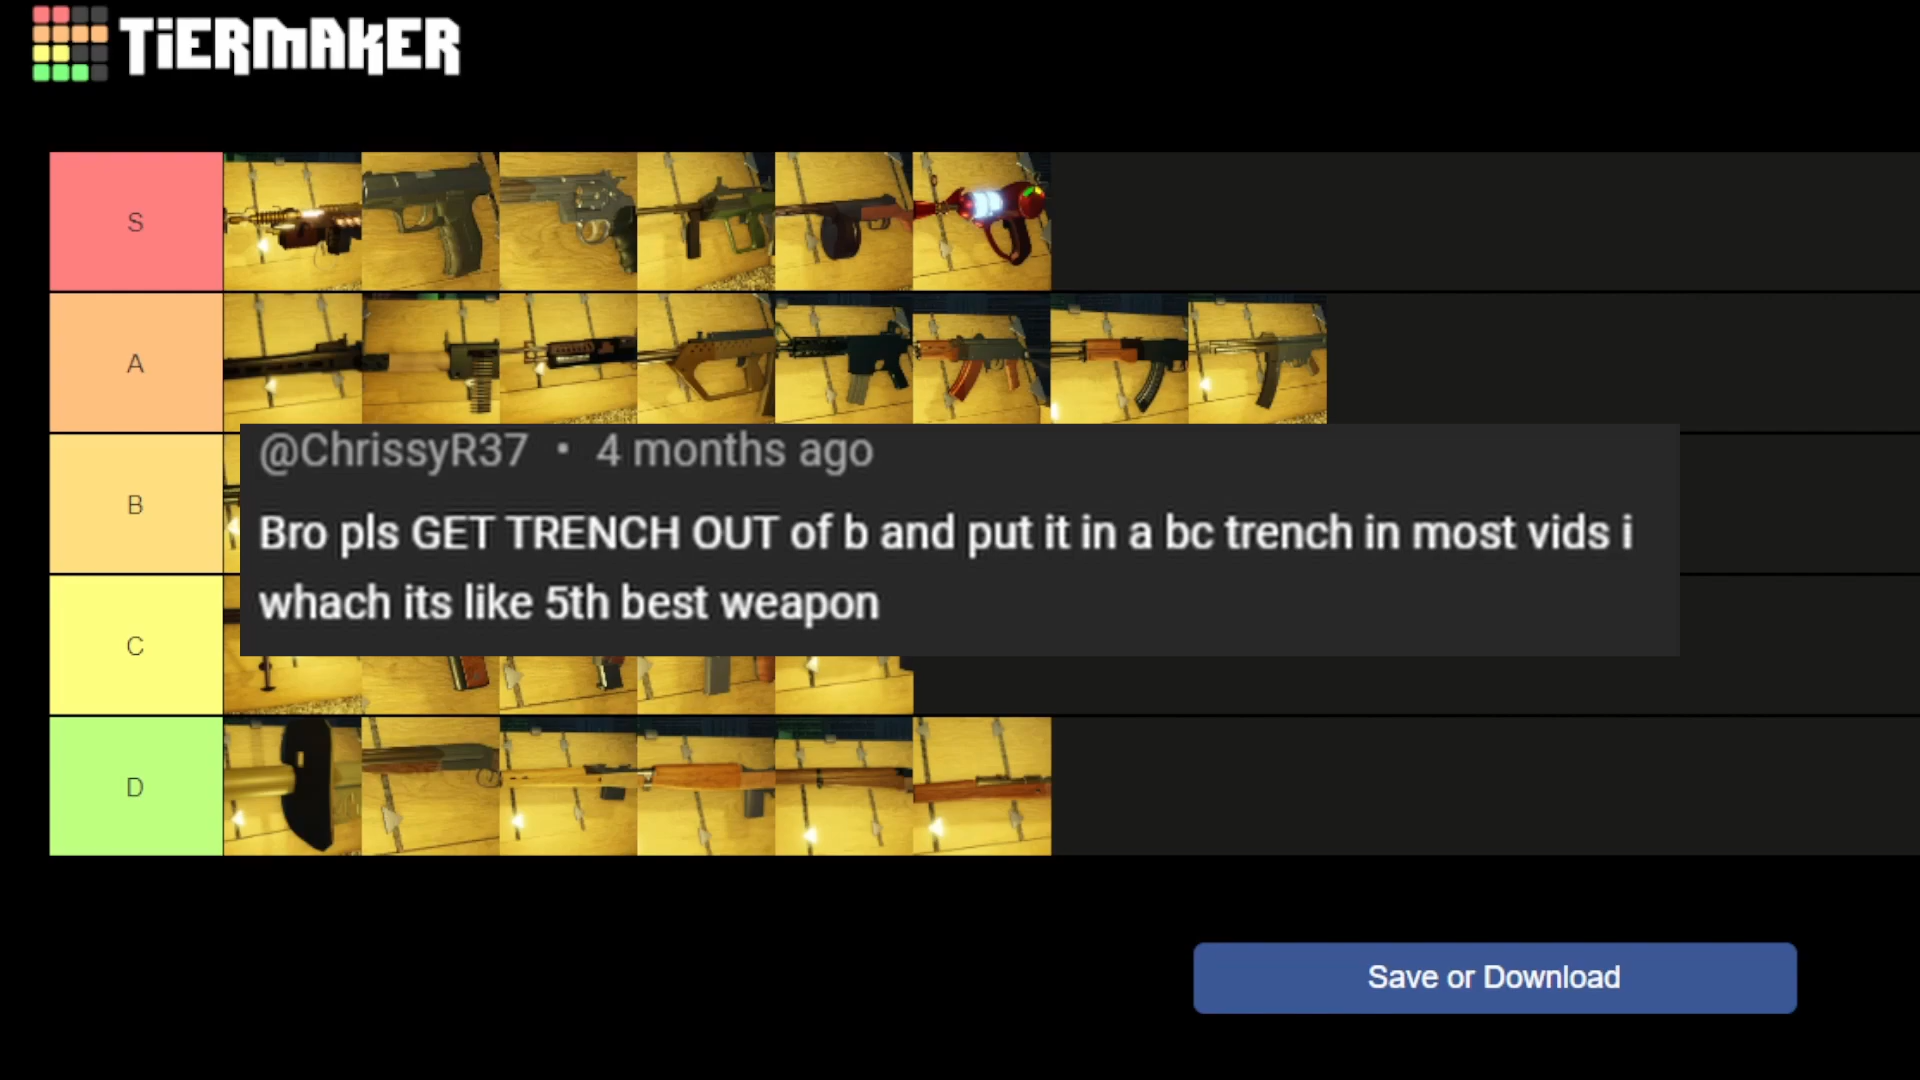 TiERMAKER
S
A
@ChrissyR37 • 4 months ago
B
Bro pls GET TRENCH OUT of b and put it in a bc trench in most vids i
whach its like 5th best weapon
C
D
Save or Download